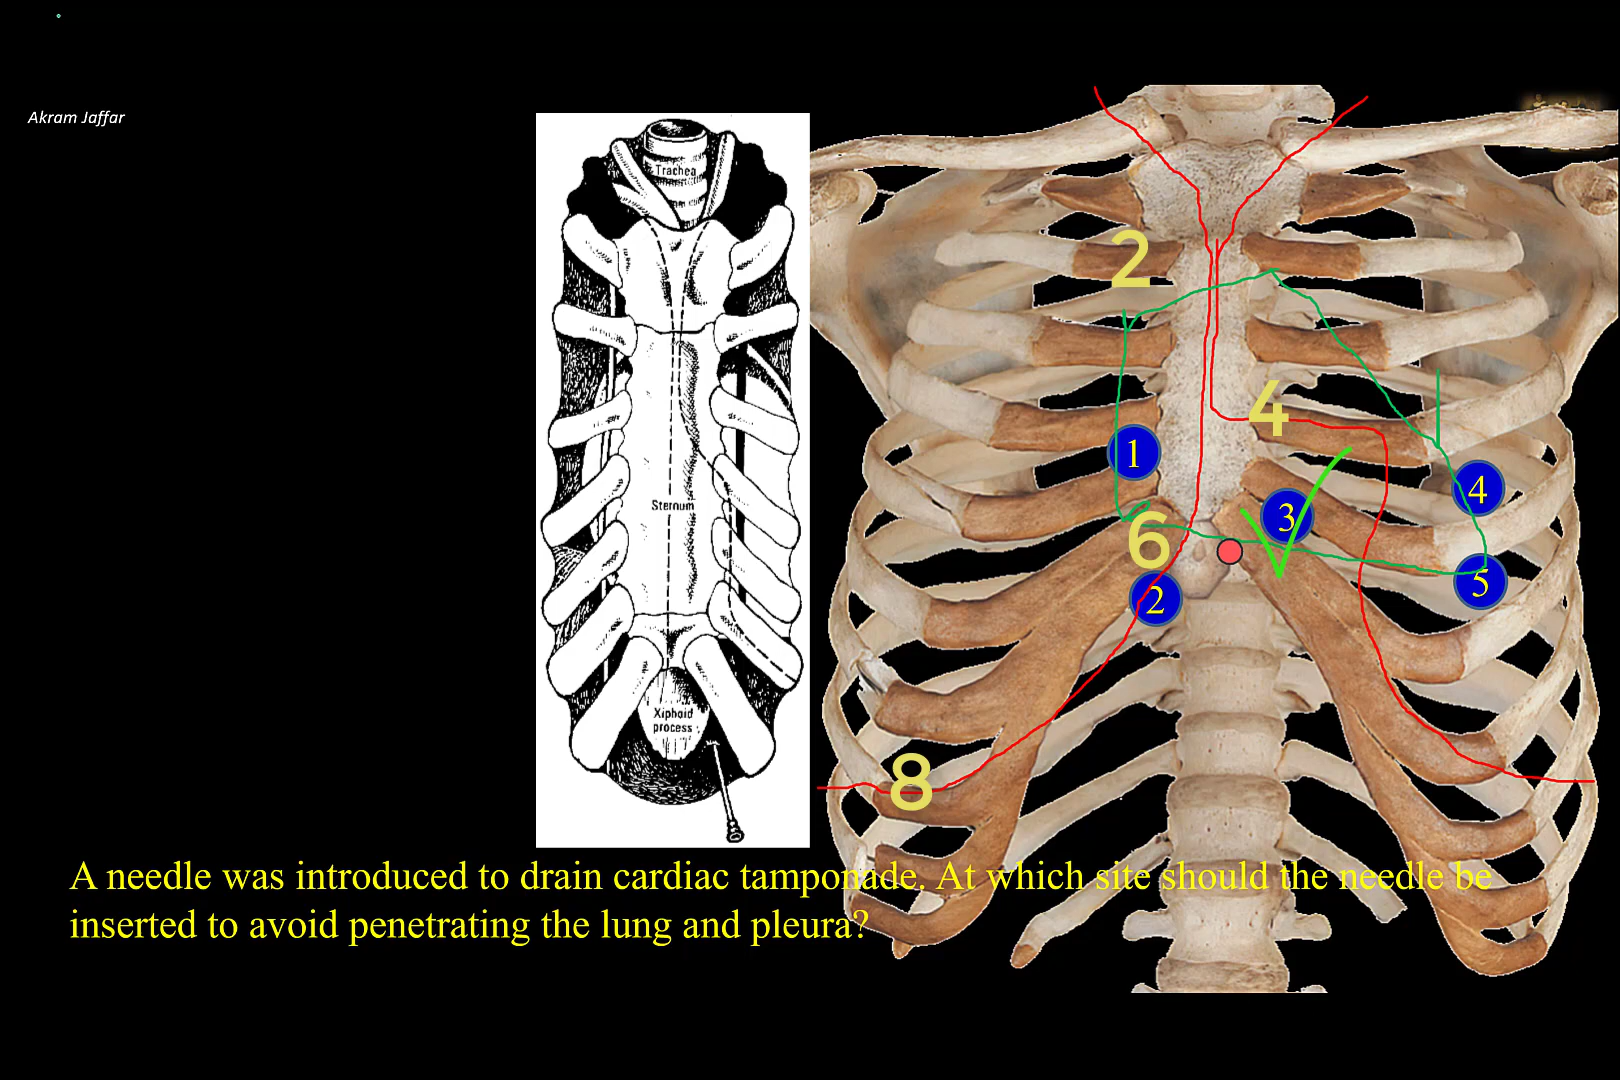 Akram Jaffar
Trachea
Sternum
Xiphoid
process
2
4
6
8
1
2
3
4
5
A needle was introduced to drain cardiac tamponade. At which site should the needle be
inserted to avoid penetrating the lung and pleura?